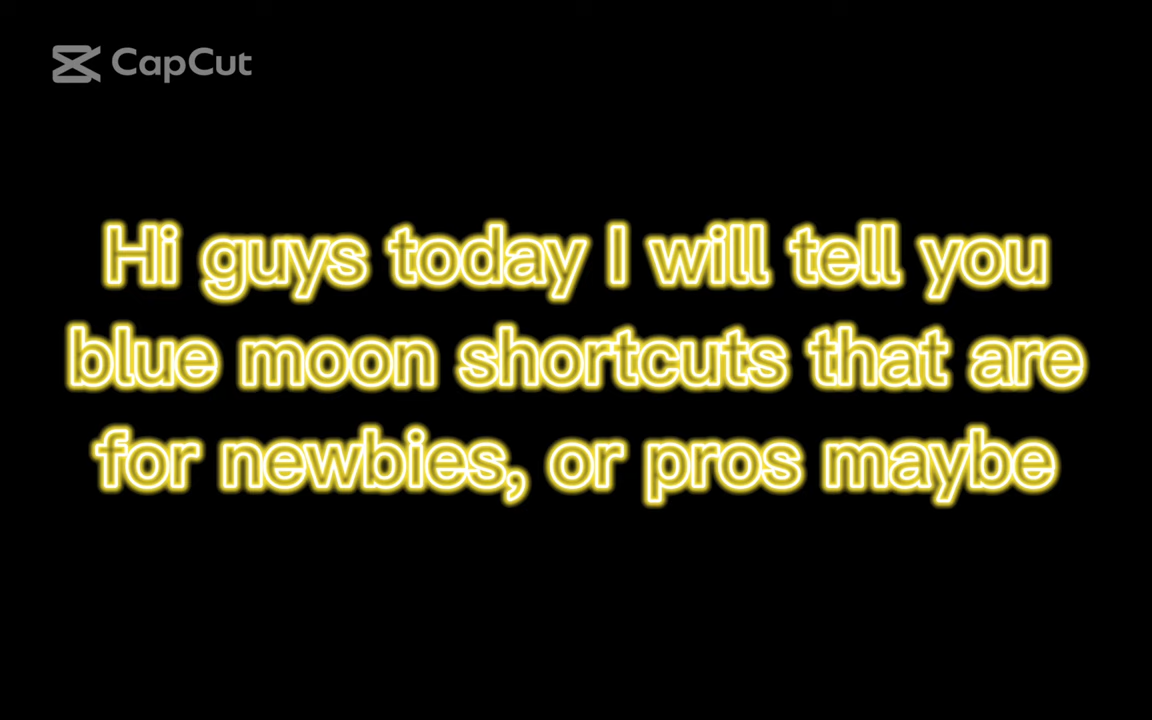 CapCut
Hi guys today I will tell you
blue moon shortcuts that are
for newbies, or pros maybe